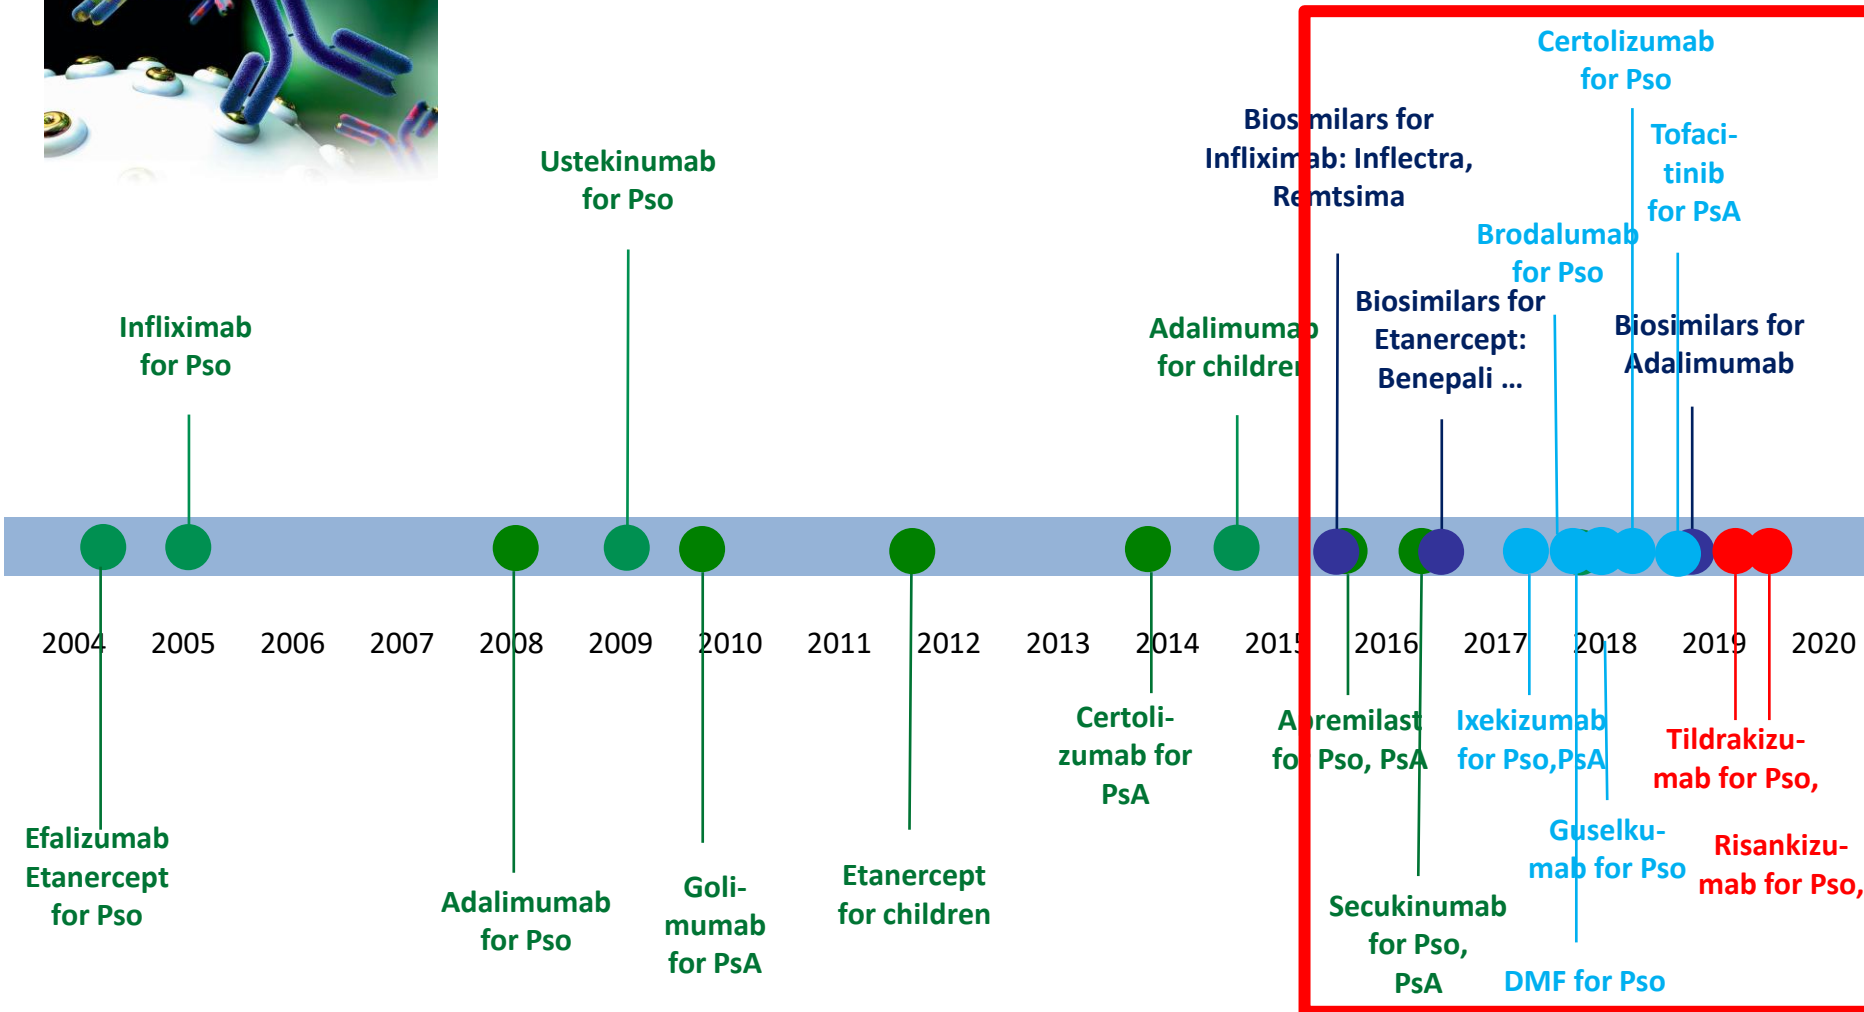 Certolizumab
for Pso
Biosimilars for
Infliximab: Inflectra,
Remtsima
Tofaci-
tinib
for PsA
Ustekinumab
for Pso
Brodalumab
for Pso
Infliximab
for Pso
Adalimumab
for children
Biosimilars for
Etanercept:
Benepali ...
Biosimilars for
Adalimumab
2004 2005 2006 2007 2008 2009 2010 2011 2012 2013 2014 2015 2016 2017 2018 2019 2020
Efalizumab
Etanercept
for Pso
Adalimumab
for Pso
Goli-
mumab
for PsA
Etanercept
for children
Certoli-
zumab for
PsA
Apremilast
for Pso, PsA
Secukinumab
for Pso,
PsA
Ixekizumab
for Pso,PsA
DMF for Pso
Guselku-
mab for Pso
Tildrakizu-
mab for Pso,
Risankizu-
mab for Pso,